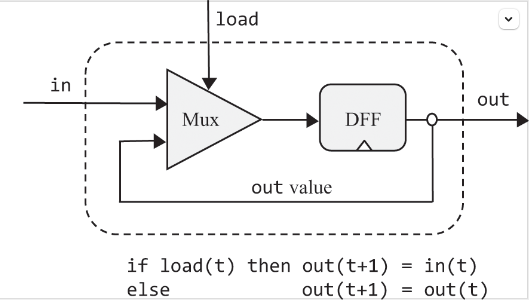 load
in
Mux
DFF
out
out value
if load(t) then out(t+1) = in(t)
else out(t+1) = out(t)